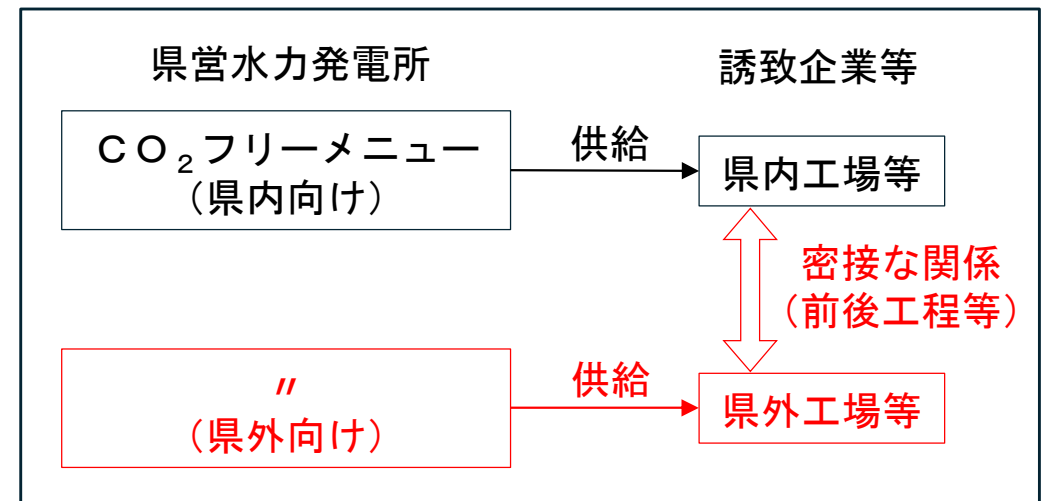 県営水力発電所
誘致企業等
CO₂フリーメニュー
(県内向け)
供給
県内工場等
密接な関係
(前後工程等)
〃
(県外向け)
供給
県外工場等